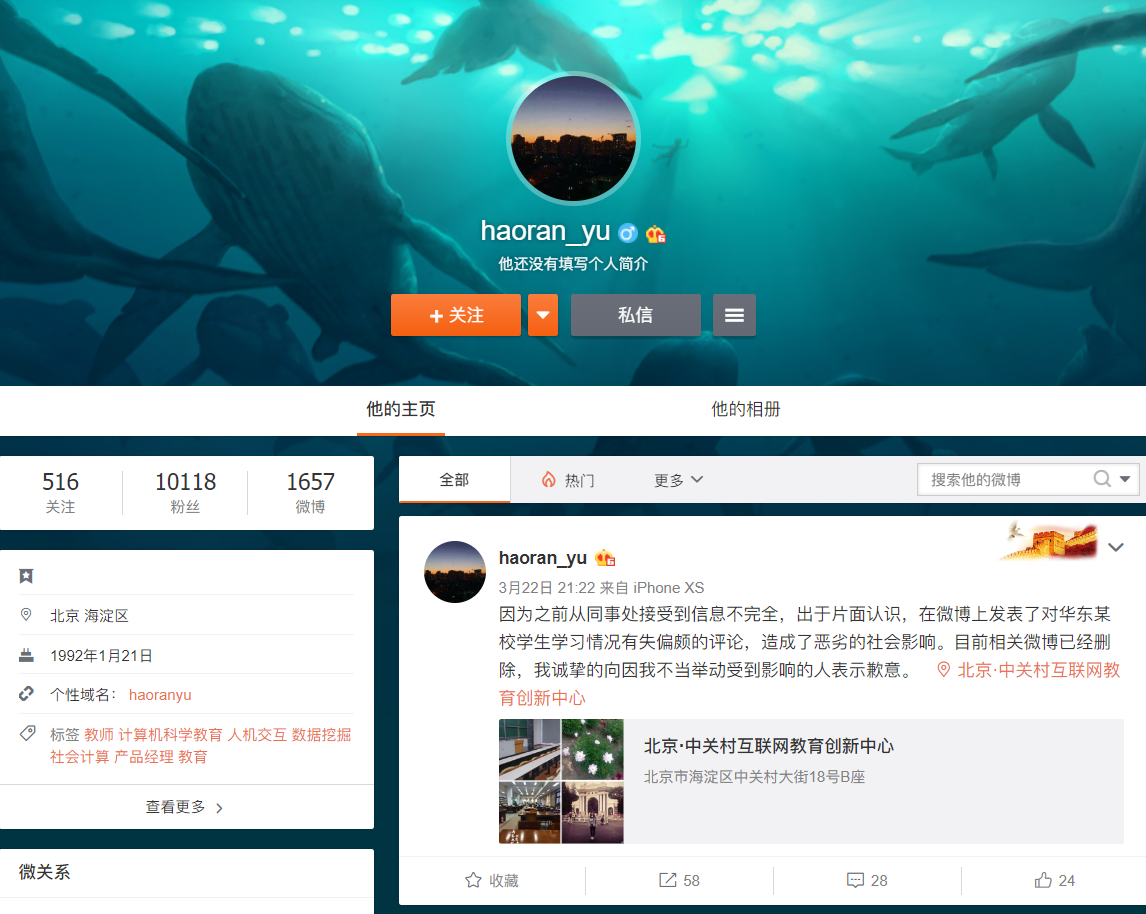 haoran_yu
他还没有填写个人简介
+ 关注
私信
他的主页
他的相册
516
关注
10118
粉丝
1657
微博
北京 海淀区
1992年1月21日
个性域名： haoranyu
标签 教师 计算机科学教育 人机交互 数据挖掘
社会计算 产品经理 教育
查看更多
微关系
全部
热门
更多
搜索他的微博
haoran_yu
3月22日 21:22 来自 iPhone XS
因为之前从同事处接受到信息不完全，出于片面认识，在微博上发表了对华东某
校学生学习情况有失偏颇的评论，造成了恶劣的社会影响。目前相关微博已经删
除，我诚挚的向因我不当举动受到影响的人表示歉意。 北京·中关村互联网教
育创新中心
北京·中关村互联网教育创新中心
北京市海淀区中关村大街18号B座
收藏
58
28
24